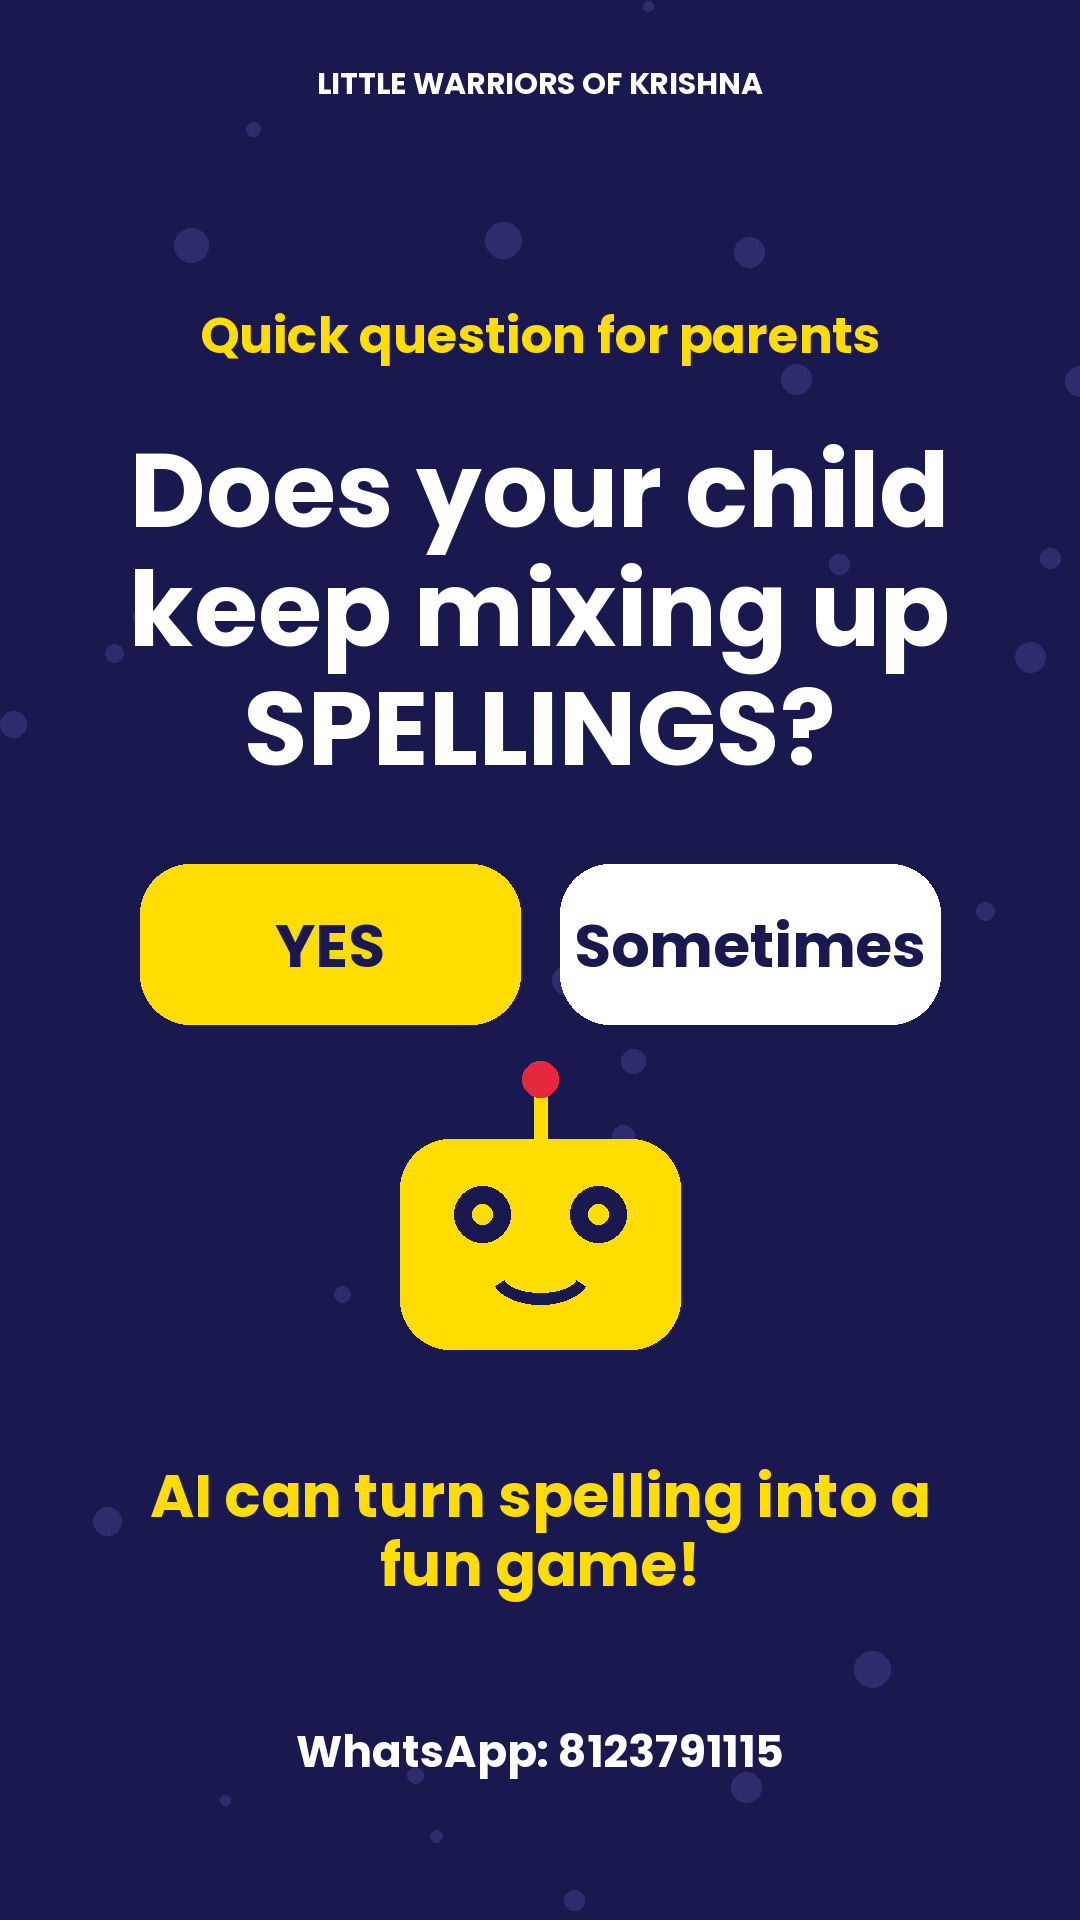 LITTLE WARRIORS OF KRISHNA
Quick question for parents
Does your child
keep mixing up
SPELLINGS?
YES
Sometimes
AI can turn spelling into a
fun game!
WhatsApp: 8123791115